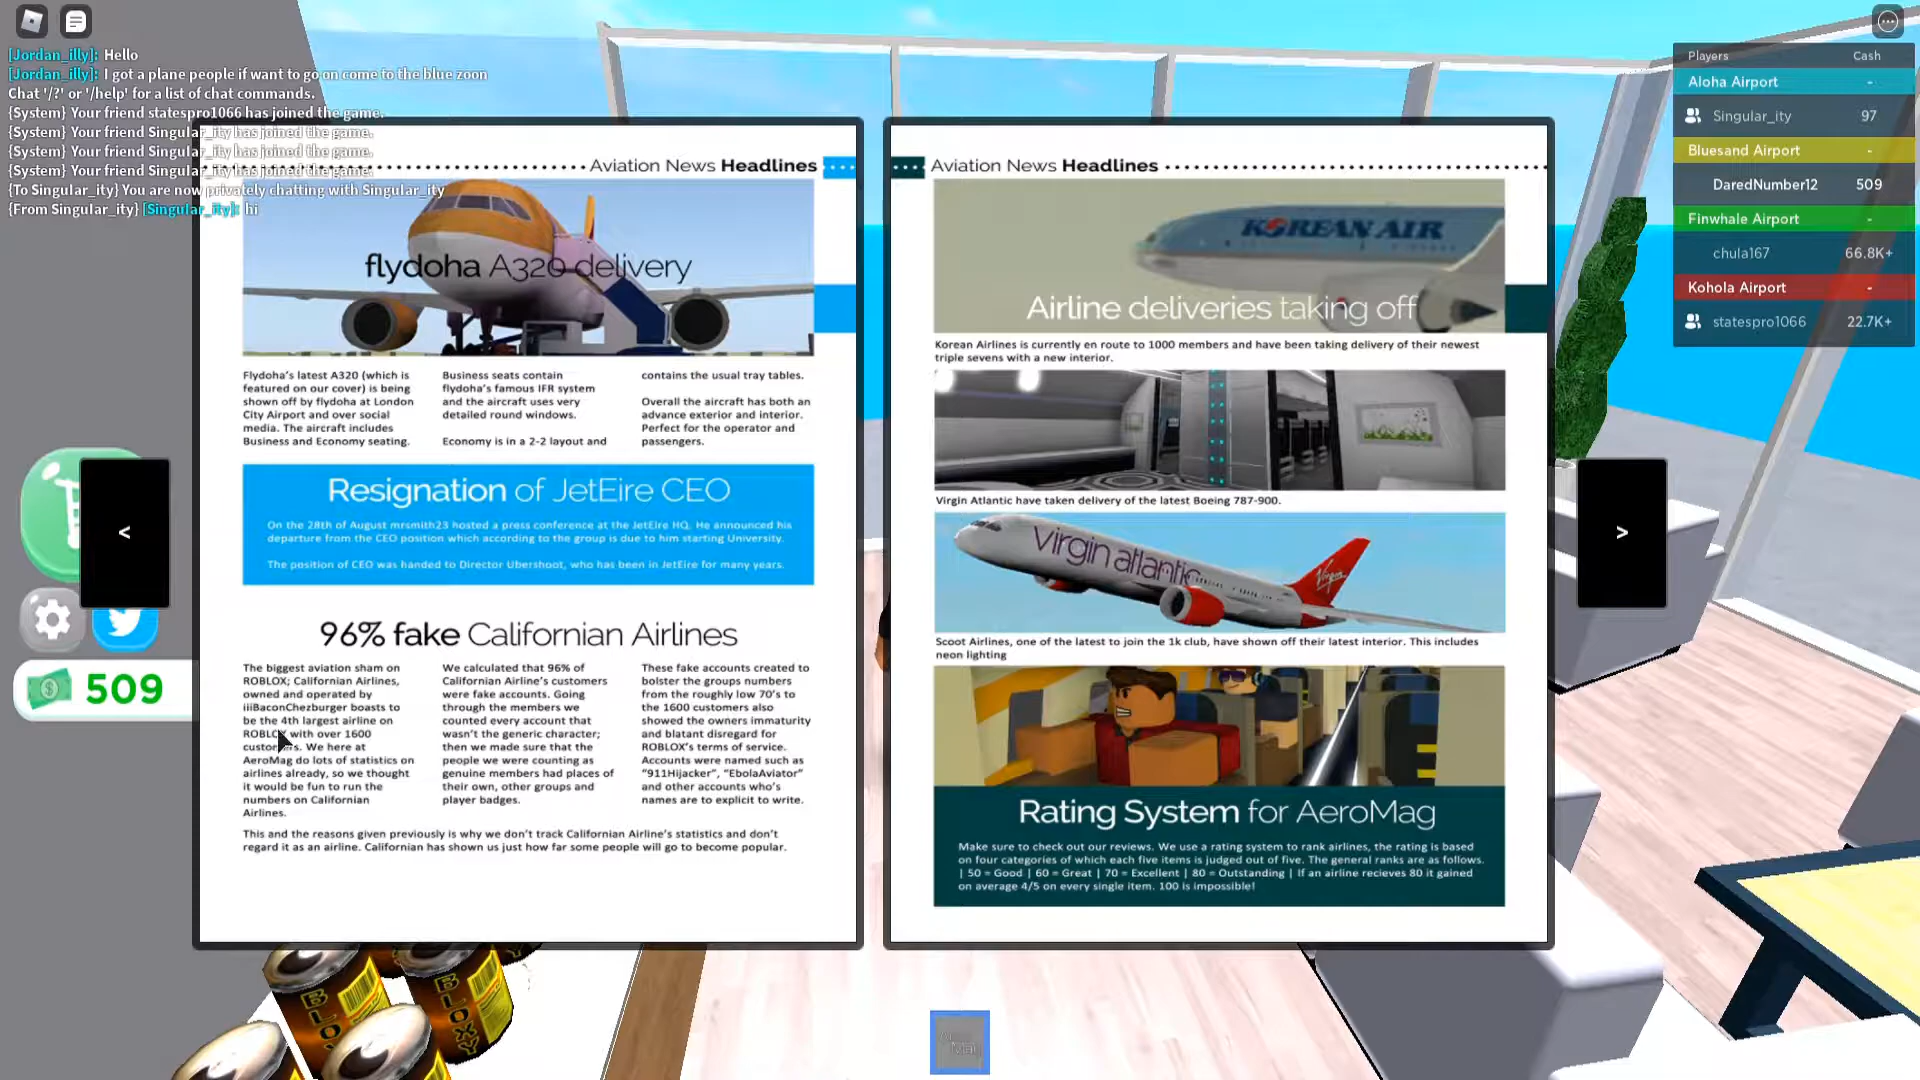 [Jordan_illy]: Hello
[Jordan_illy]: I got a plane people if want to go on come to the blue zoon
Chat '/?' or '/help' for a list of chat commands.
{System} Your friend statespro1066 has joined the game.
{System} Your friend Singular_ity has joined the game.
{System} Your friend Singular_ity has joined the game.
{System} Your friend Singular_ity has joined the game.
{To Singular_ity} You are now privately chatting with Singular_ity
{From Singular_ity} [Singular_ity]: hi
Players Cash
Aloha Airport -
Singular_ity 97
Bluesand Airport -
DaredNumber12 509
Finwhale Airport -
chula167 66.8K+
Kohola Airport -
statespro1066 22.7K+
<
509
Aviation News Headlines
flydoha A320 delivery
Flydoha's latest A320 (which is
featured on our cover) is being
shown off by flydoha at London
City Airport and over social
media. The aircraft includes
Business and Economy seating.
Business seats contain
flydoha's famous IFR system
and the aircraft uses very
detailed round windows.
Economy is in a 2-2 layout and
contains the usual tray tables.
Overall the aircraft has both an
advance exterior and interior.
Perfect for the operator and
passengers.
Resignation of JetEire CEO
On the 28th of August mrsmith23 hosted a press conference at the JetEire HQ. He announced his
departure from the CEO position which according to the group is due to him starting University.
The position of CEO was handed to Director Ubershoot, who has been in JetEire for many years.
96% fake Californian Airlines
The biggest aviation sham on
ROBLOX; Californian Airlines,
owned and operated by
iiiBaconChezburger boasts to
be the 4th largest airline on
ROBLOX with over 1600
customers. We here at
AeroMag do lots of statistics on
airlines already, so we thought
it would be fun to run the
numbers on Californian
Airlines.
We calculated that 96% of
Californian Airline's customers
were fake accounts. Going
through the members we
counted every account that
wasn't the generic character;
then we made sure that the
people we were counting as
genuine members had places of
their own, other groups and
player badges.
These fake accounts created to
bolster the groups numbers
from the roughly low 70's to
the 1600 customers also
showed the owners immaturity
and blatant disregard for
ROBLOX's terms of service.
Accounts were named such as
"911Hijacker", "EbolaAviator"
and other accounts who's
names are to explicit to write.
This and the reasons given previously is why we don't track Californian Airline's statistics and don't
regard it as an airline. Californian has shown us just how far some people will go to become popular.
Aviation News Headlines
KOREAN AIR
Airline deliveries taking off
Korean Airlines is currently en route to 1000 members and have been taking delivery of their newest
triple sevens with a new interior.
Virgin Atlantic have taken delivery of the latest Boeing 787-900.
Virgin atlantic
Virgin
Scoot Airlines, one of the latest to join the 1k club, have shown off their latest interior. This includes
neon lighting
Rating System for AeroMag
Make sure to check out our reviews. We use a rating system to rank airlines, the rating is based
on four categories of which each five items is judged out of five. The general ranks are as follows.
| 50 = Good | 60 = Great | 70 = Excellent | 80 = Outstanding | If an airline recieves 80 it gained
on average 4/5 on every single item. 100 is impossible!
>
BLOXY